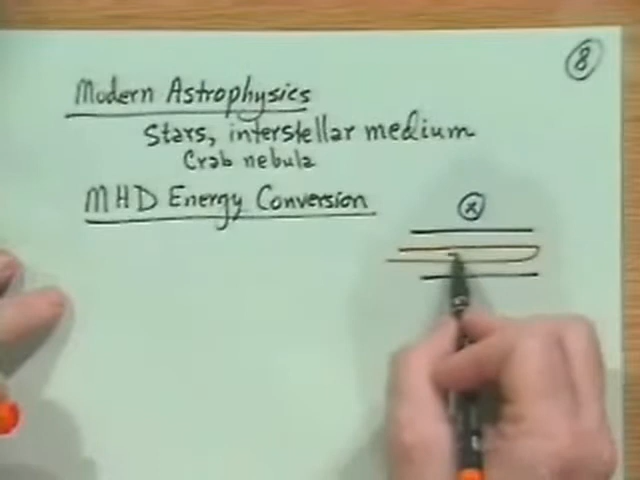 8
Modern Astrophysics
Stars, interstellar medium
Crab nebula
MHD Energy Conversion
x